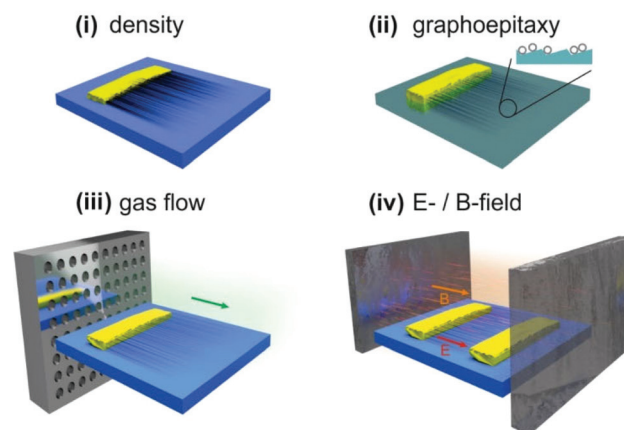 (i) density
(ii) graphoepitaxy
(iii) gas flow
(iv) E- / B-field
B
E